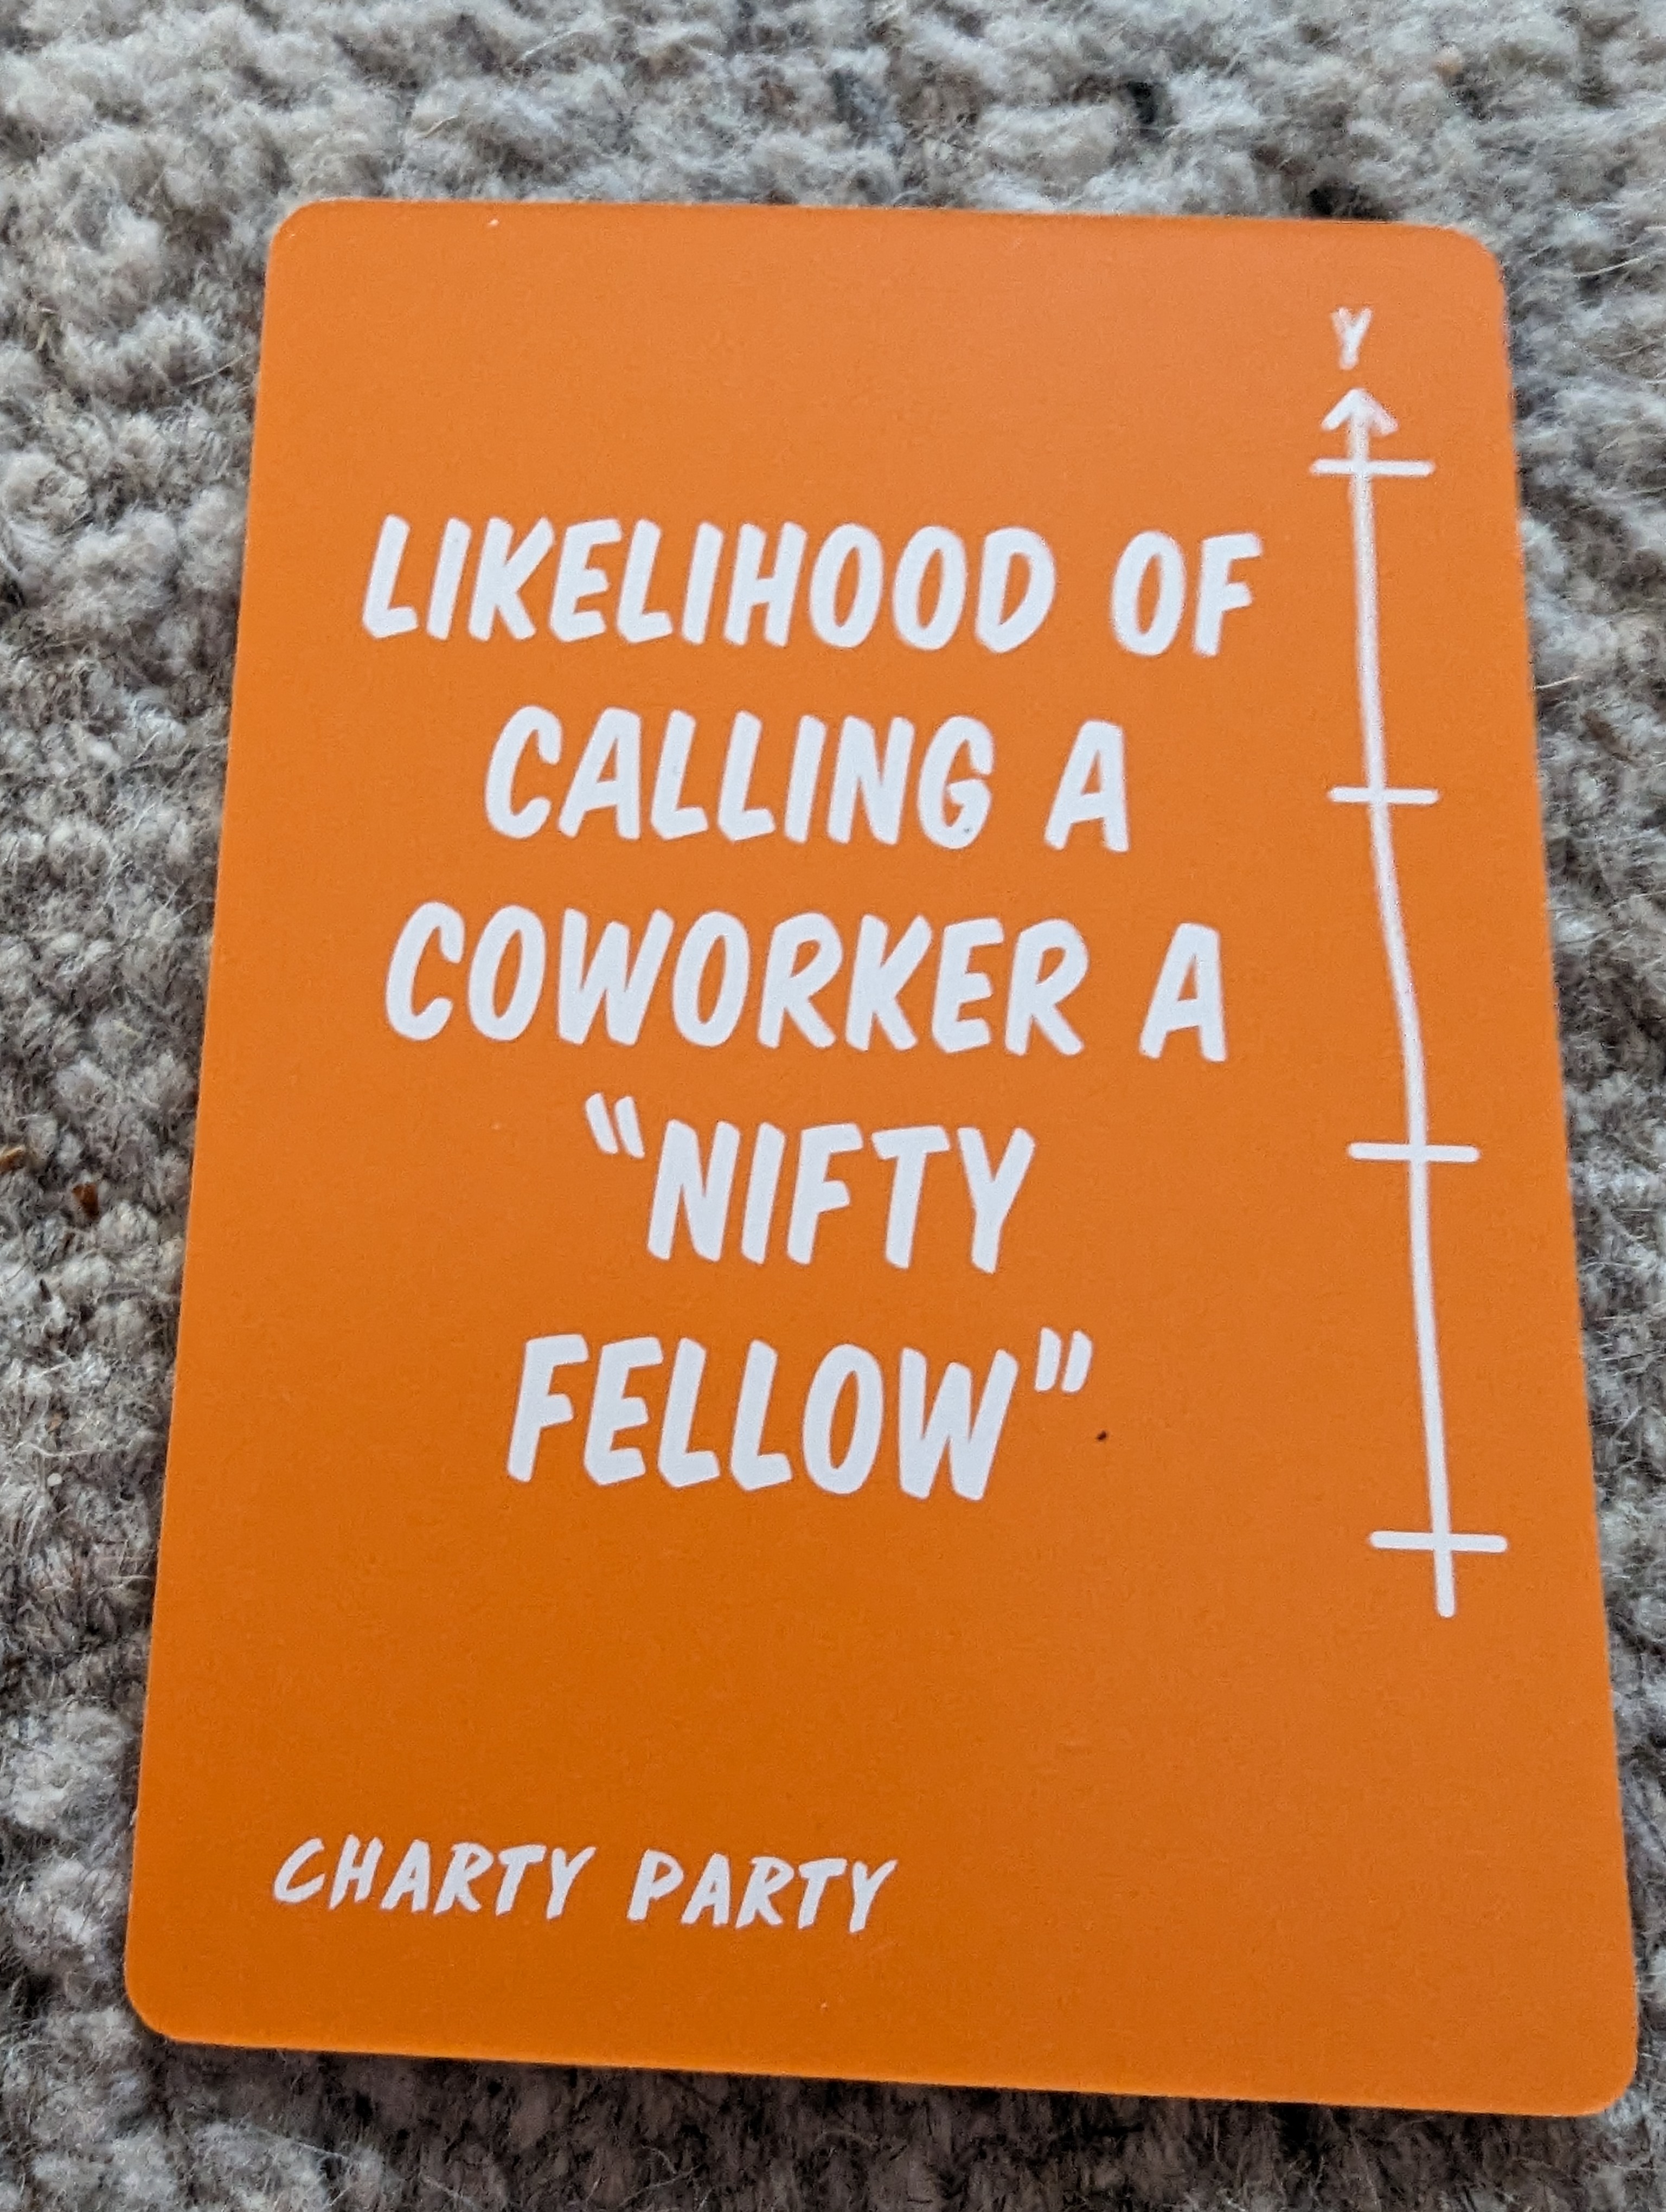 Y
LIKELIHOOD OF
CALLING A
COWORKER A
“NIFTY
FELLOW”
CHARTY PARTY